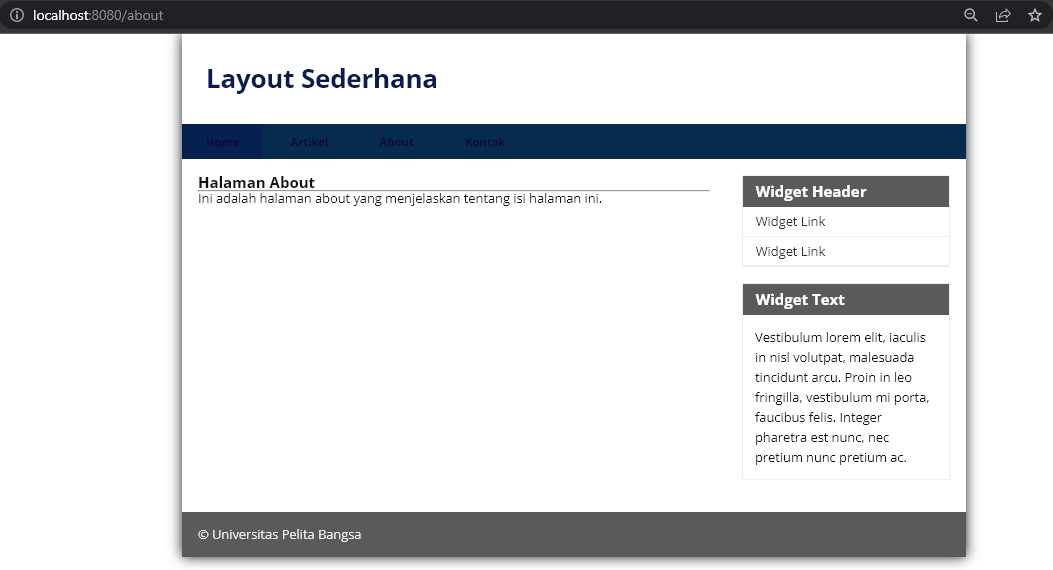 localhost:8080/about
Layout Sederhana
Home Artikel About Kontak
Halaman About
Ini adalah halaman about yang menjelaskan tentang isi halaman ini.
Widget Header
Widget Link
Widget Link
Widget Text
Vestibulum lorem elit, iaculis
in nisl volutpat, malesuada
tincidunt arcu. Proin in leo
fringilla, vestibulum mi porta,
faucibus felis. Integer
pharetra est nunc, nec
pretium nunc pretium ac.
© Universitas Pelita Bangsa